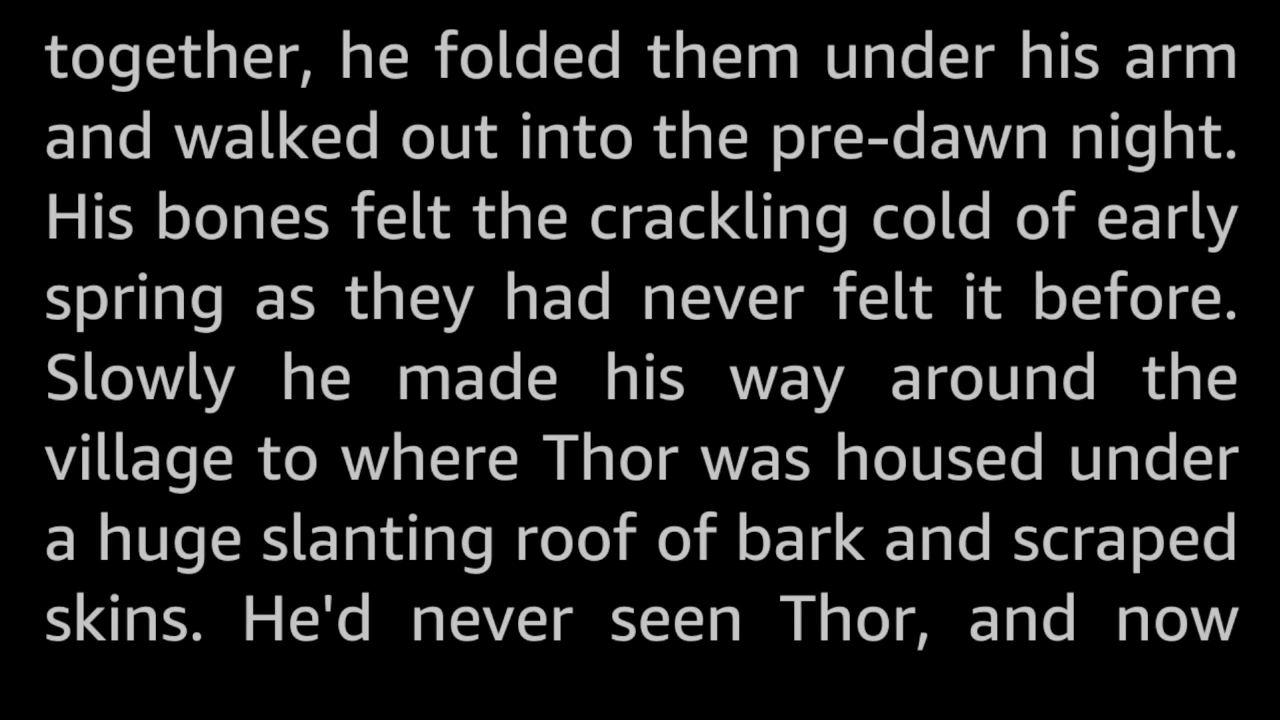 together, he folded them under his arm
and walked out into the pre-dawn night.
His bones felt the crackling cold of early
spring as they had never felt it before.
Slowly he made his way around the
village to where Thor was housed under
a huge slanting roof of bark and scraped
skins. He'd never seen Thor, and now